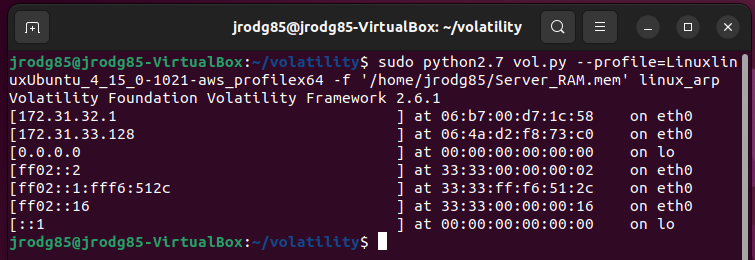 jrodg85@jrodg85-VirtualBox: ~/volatility
jrodg85@jrodg85-VirtualBox:~/volatility$ sudo python2.7 vol.py --profile=Linuxlin
uxUbuntu_4_15_0-1021-aws_profilex64 -f '/home/jrodg85/Server_RAM.mem' linux_arp
Volatility Foundation Volatility Framework 2.6.1
[172.31.32.1                              ] at 06:b7:00:d7:1c:58    on eth0
[172.31.33.128                            ] at 06:4a:d2:f8:73:c0    on eth0
[0.0.0.0                                  ] at 00:00:00:00:00:00    on lo
[ff02::2                                  ] at 33:33:00:00:00:02    on eth0
[ff02::1:fff6:512c                        ] at 33:33:ff:f6:51:2c    on eth0
[ff02::16                                 ] at 33:33:00:00:00:16    on eth0
[::1                                      ] at 00:00:00:00:00:00    on lo
jrodg85@jrodg85-VirtualBox:~/volatility$